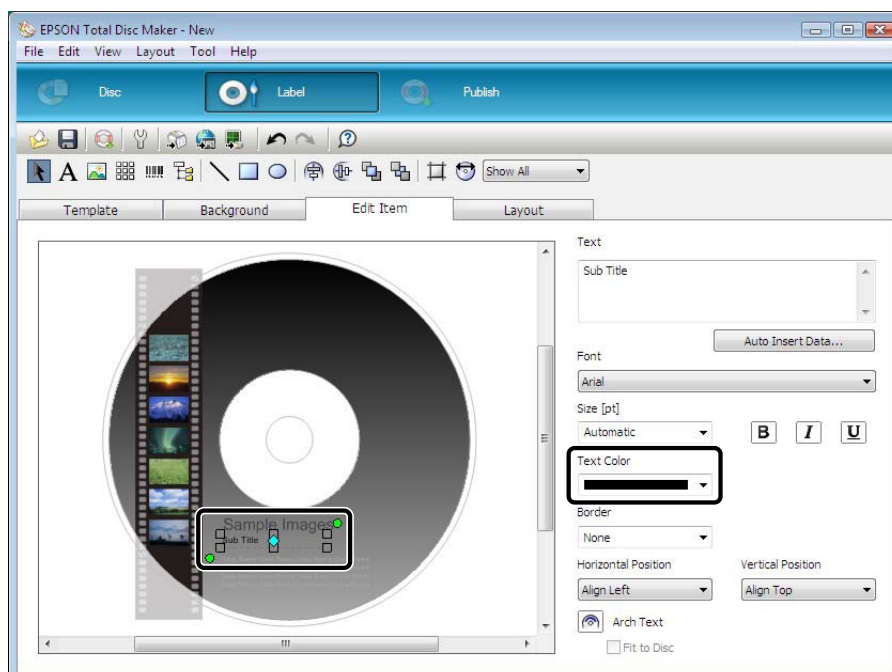 EPSON Total Disc Maker - New
File Edit View Layout Tool Help
Disc Label Publish
A Show All
Template Background Edit Item Layout
Text
Sub Title
Auto Insert Data...
Font
Arial
Size [pt]
Automatic B I U
Text Color
Border
None
Horizontal Position Vertical Position
Align Left Align Top
Arch Text
Fit to Disc
Sample Images
Sub Title